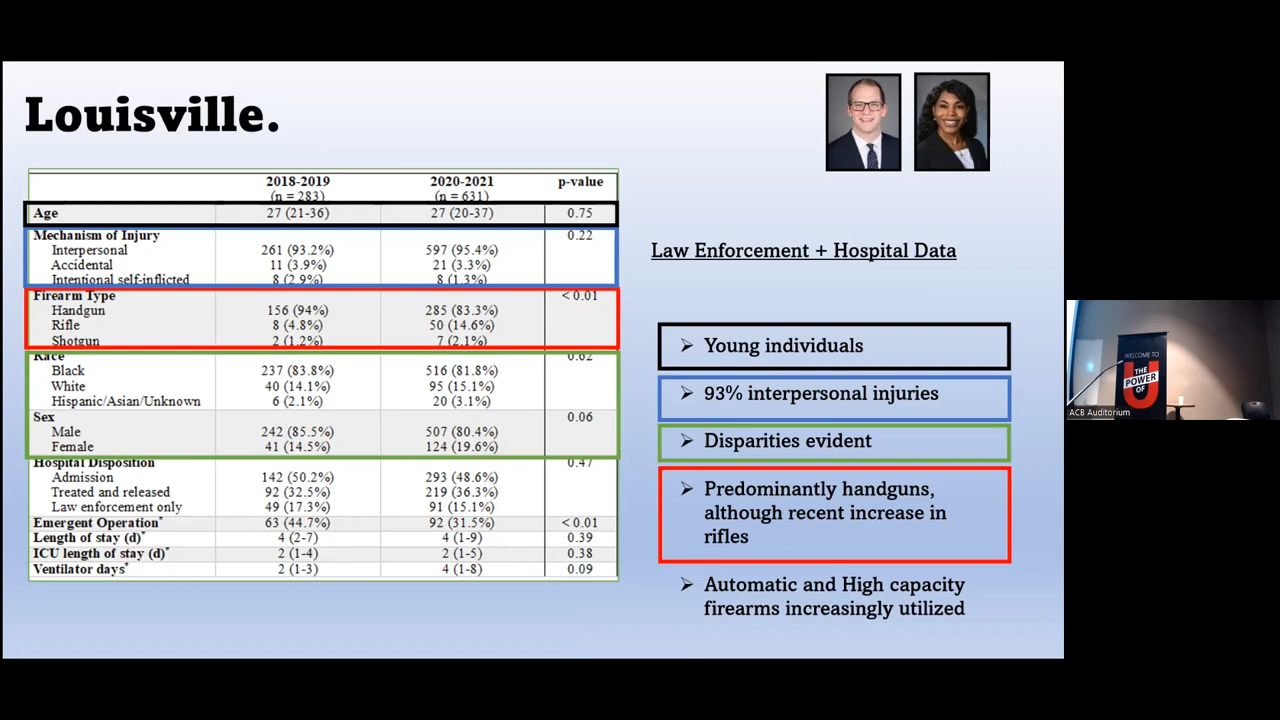 Louisville.
2018-2019 2020-2021 p-value
(n = 283) (n = 631)
Age 27 (21-36) 27 (20-37) 0.75
Mechanism of Injury 0.22
Interpersonal 261 (93.2%) 597 (95.4%)
Accidental 11 (3.9%) 21 (3.3%)
Intentional self-inflicted 8 (2.9%) 8 (1.3%)
Firearm Type < 0.01
Handgun 156 (94%) 285 (83.3%)
Rifle 8 (4.8%) 50 (14.6%)
Shotgun 2 (1.2%) 7 (2.1%)
Race 0.62
Black 237 (83.8%) 516 (81.8%)
White 40 (14.1%) 95 (15.1%)
Hispanic/Asian/Unknown 6 (2.1%) 20 (3.1%)
Sex 0.06
Male 242 (85.5%) 507 (80.4%)
Female 41 (14.5%) 124 (19.6%)
Hospital Disposition 0.47
Admission 142 (50.2%) 293 (48.6%)
Treated and released 92 (32.5%) 219 (36.3%)
Law enforcement only 49 (17.3%) 91 (15.1%)
Emergent Operation* 63 (44.7%) 92 (31.5%) < 0.01
Length of stay (d)* 4 (2-7) 4 (1-9) 0.39
ICU length of stay (d)* 2 (1-4) 2 (1-5) 0.38
Ventilator days* 2 (1-3) 4 (1-8) 0.09
Law Enforcement + Hospital Data
➢ Young individuals
➢ 93% interpersonal injuries
➢ Disparities evident
➢ Predominantly handguns,
although recent increase in
rifles
➢ Automatic and High capacity
firearms increasingly utilized
WELCOME TO
THE
POWER
OF
U
ACB Auditorium